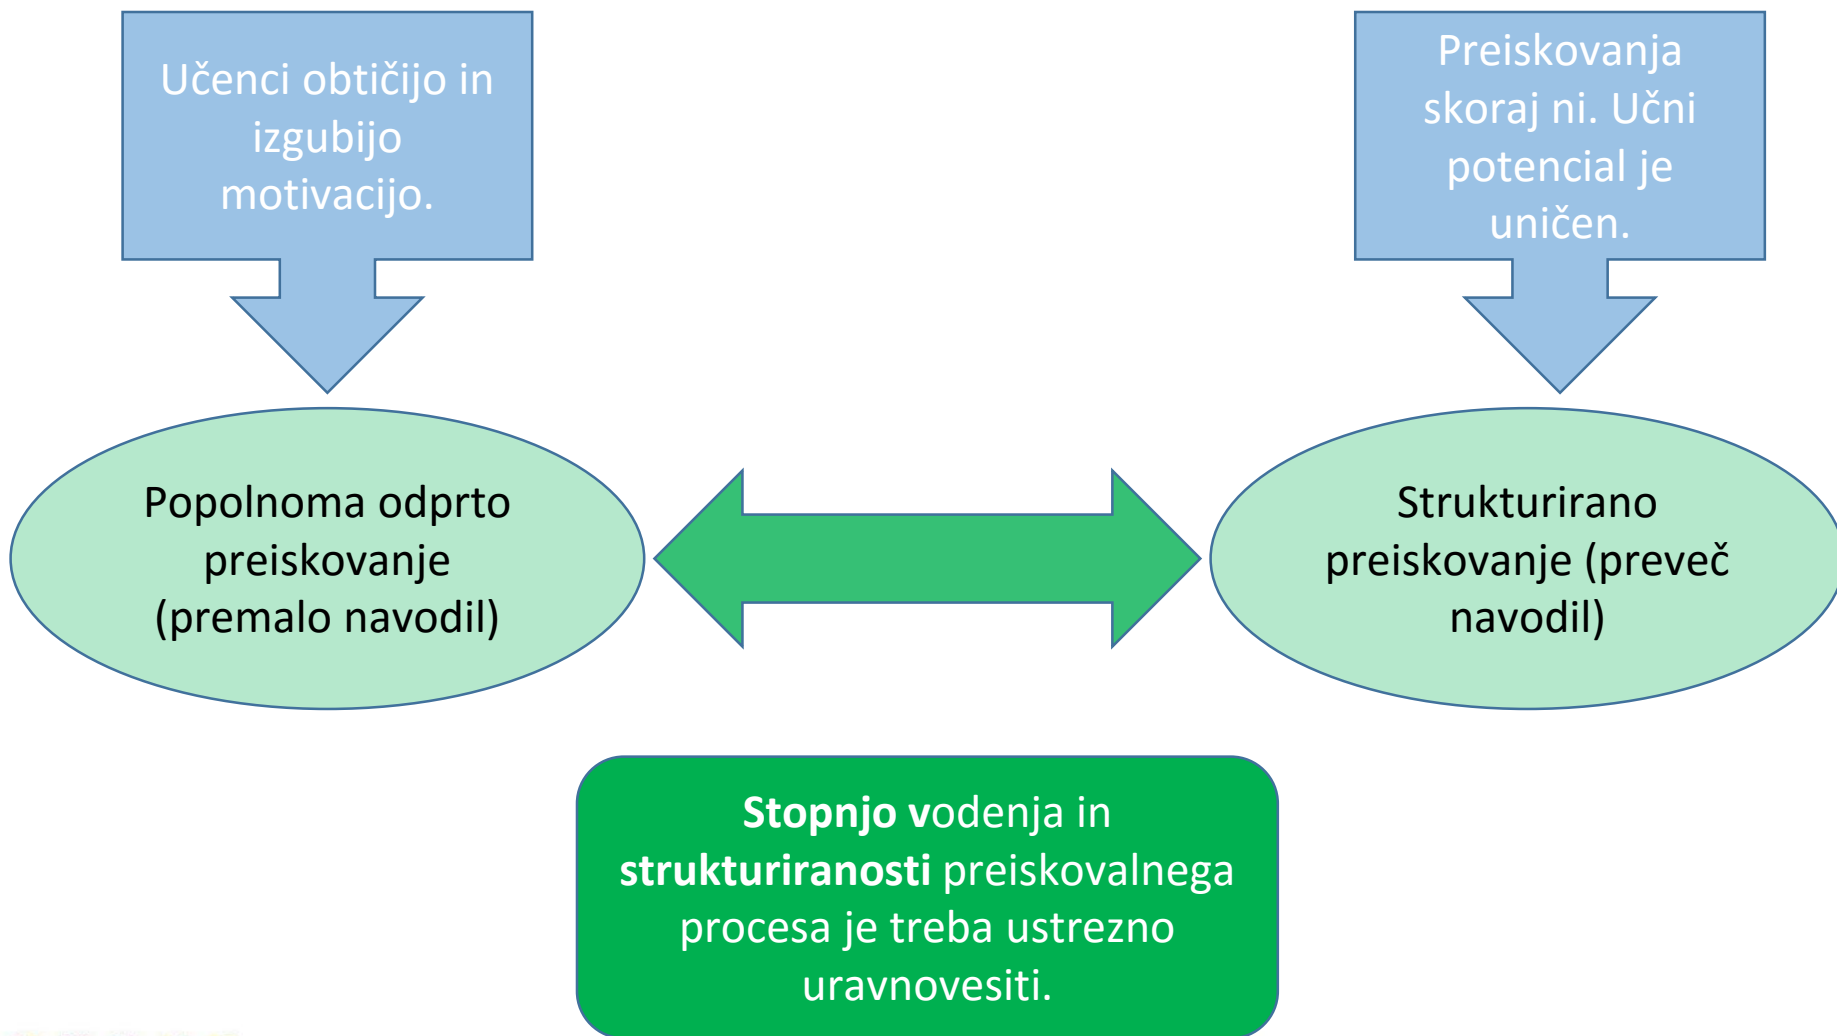 Učenci obtičijo in
izgubijo
motivacijo.
Preiskovanja
skoraj ni. Učni
potencial je
uničen.
Popolnoma odprto
preiskovanje
(premalo navodil)
Strukturirano
preiskovanje (preveč
navodil)
Stopnjo vodenja in
strukturiranosti preiskovalnega
procesa je treba ustrezno
uravnovesiti.